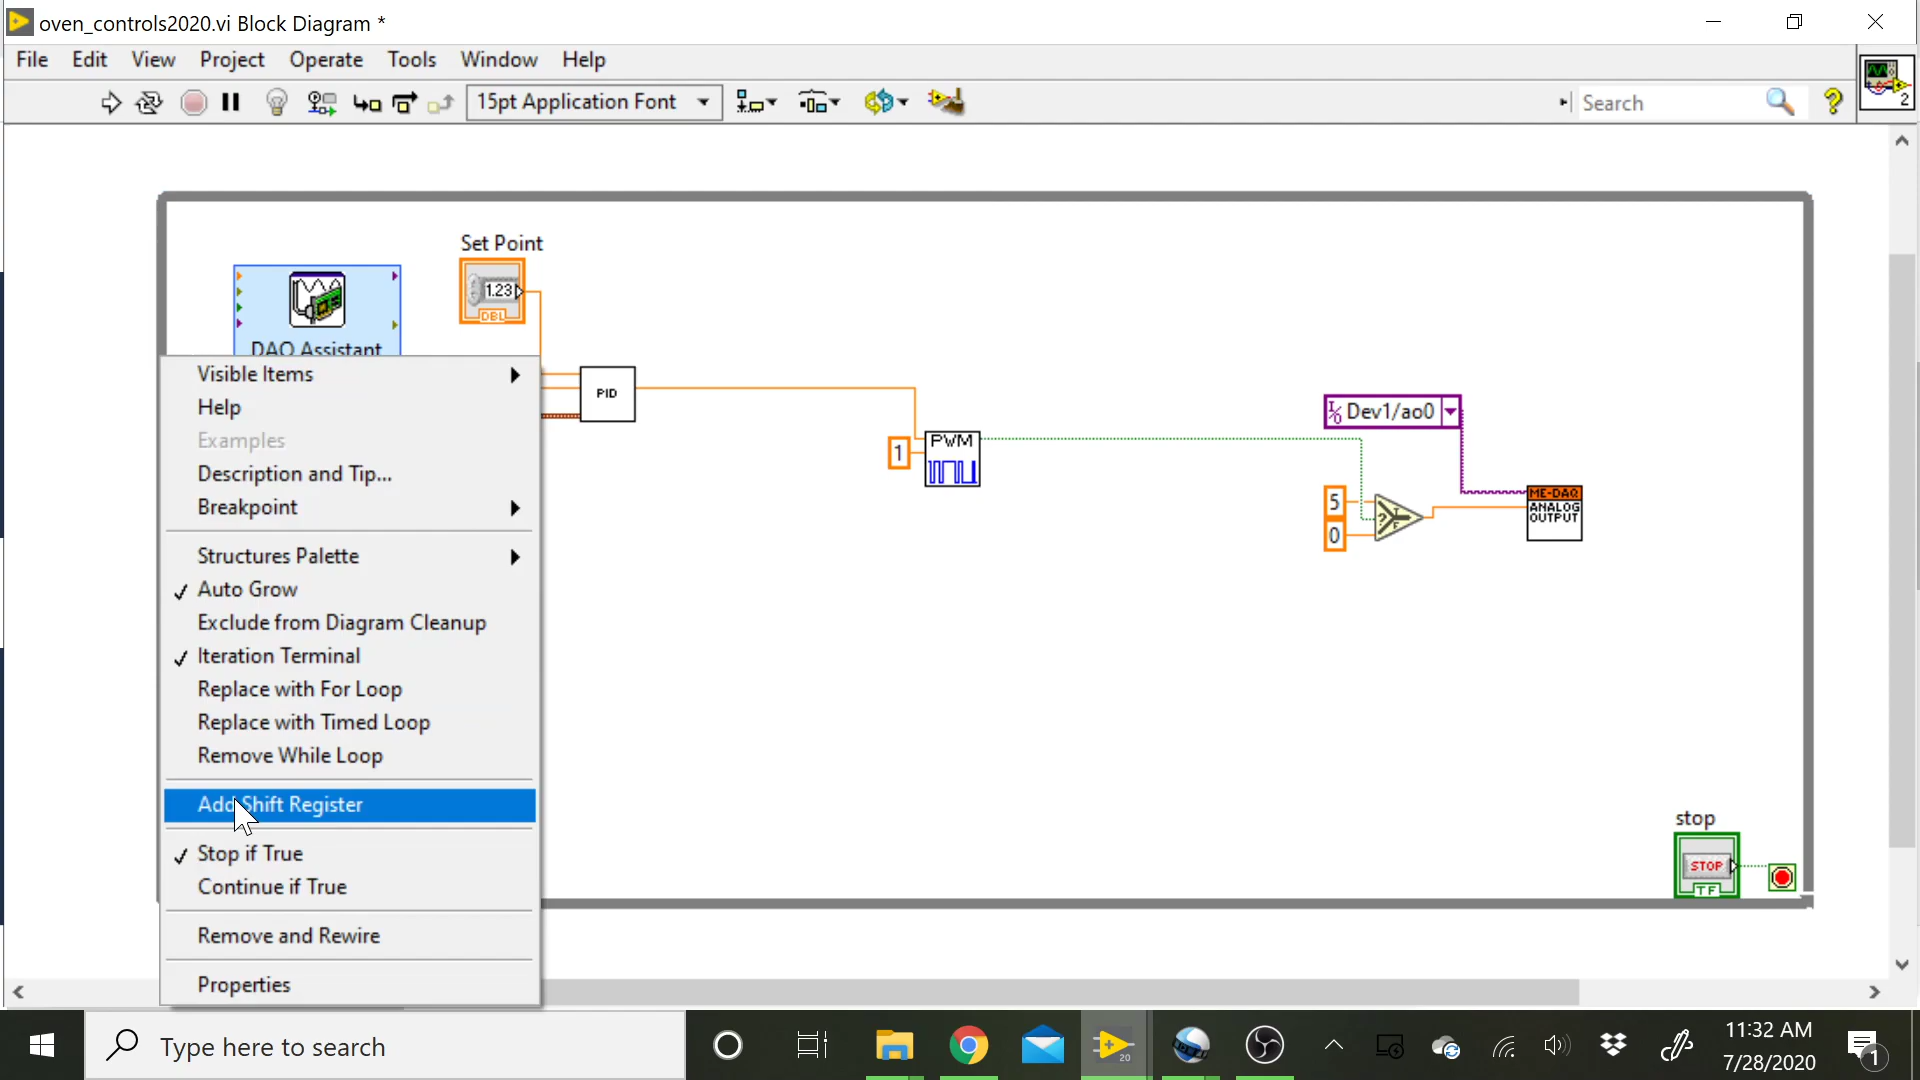 oven_controls2020.vi Block Diagram *
File Edit View Project Operate Tools Window Help
15pt Application Font
Search
2
Set Point
1.23
DBL
DAQ Assistant
Visible Items
Help
Examples
Description and Tip...
Breakpoint
Structures Palette
Auto Grow
Exclude from Diagram Cleanup
Iteration Terminal
Replace with For Loop
Replace with Timed Loop
Remove While Loop
Add Shift Register
Stop if True
Continue if True
Remove and Rewire
Properties
PID
1
PWM
I/O Dev1/ao0
5
0
?
T
F
ME-DAQ
ANALOG
OUTPUT
stop
STOP
TF
Type here to search
20
11:32 AM
7/28/2020
1